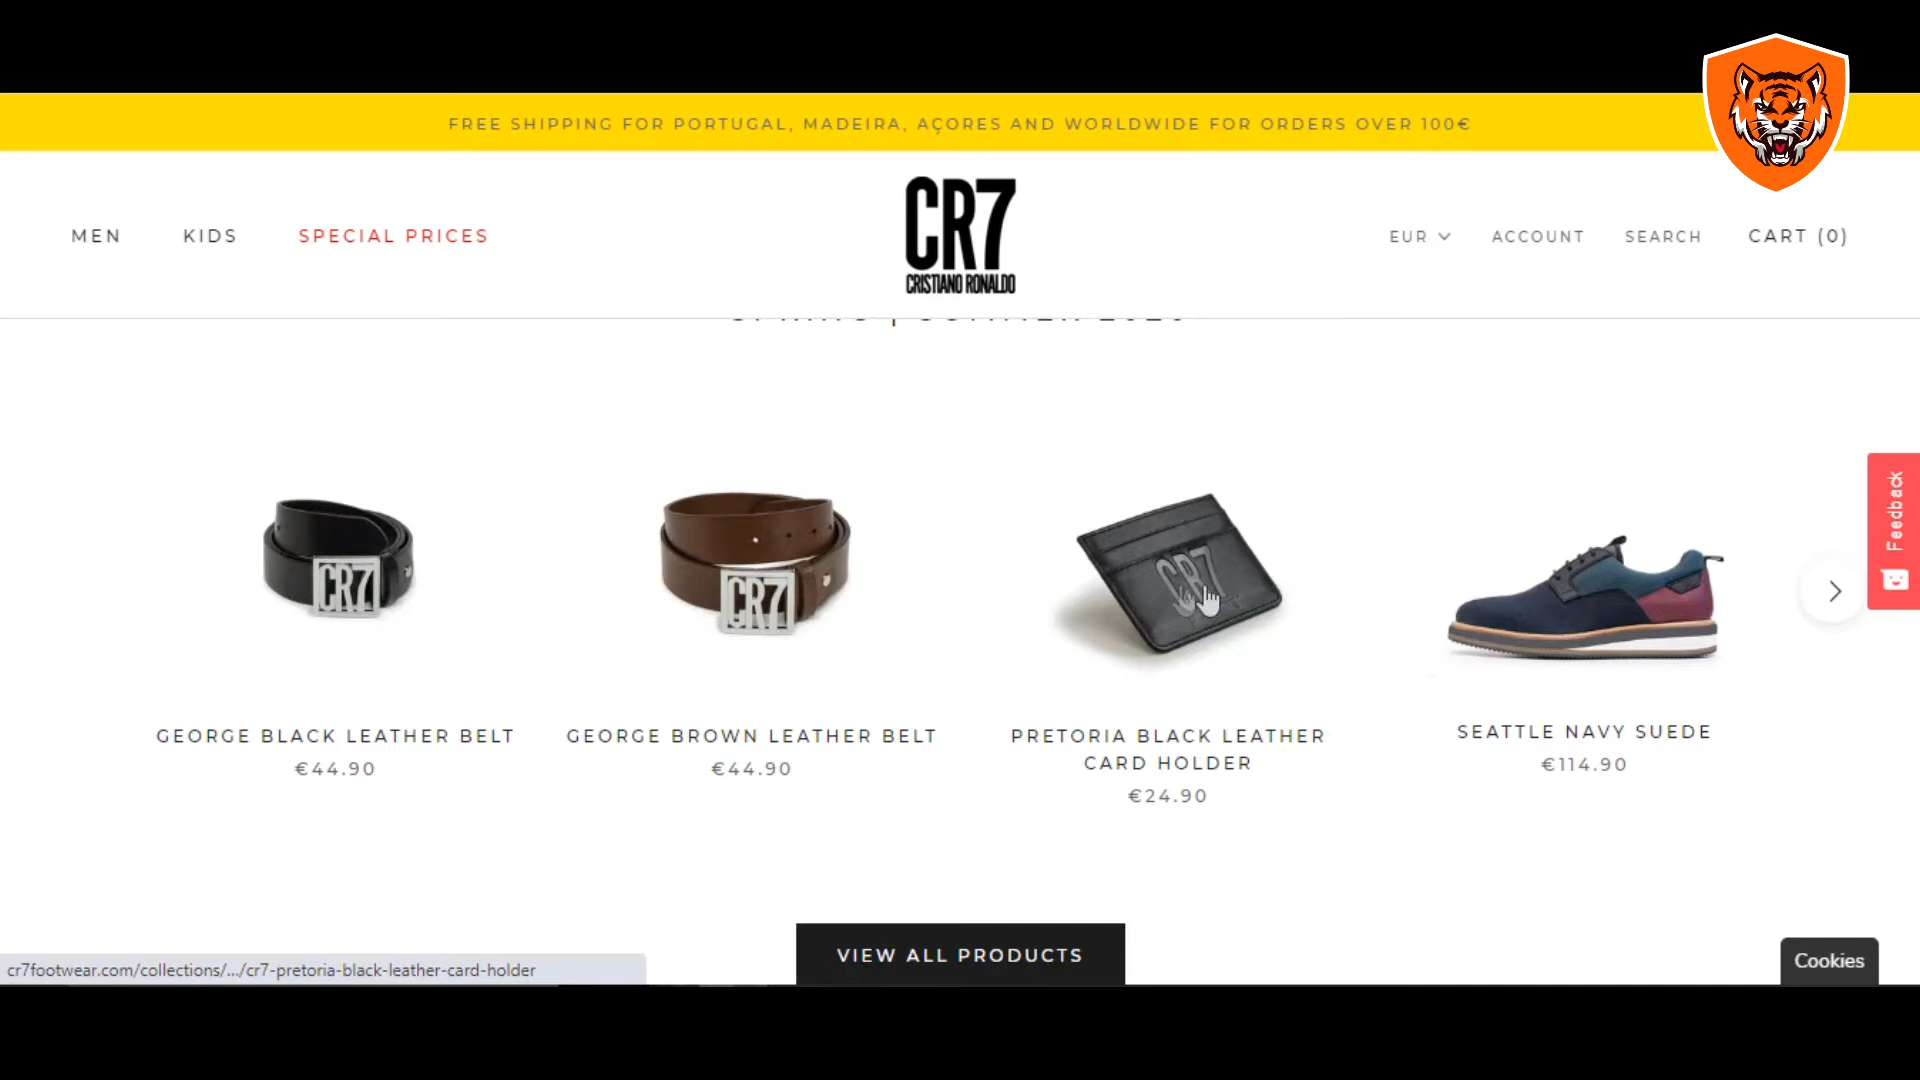 FREE SHIPPING FOR PORTUGAL, MADEIRA, AÇORES AND WORLDWIDE FOR ORDERS OVER 100€
MEN KIDS SPECIAL PRICES
CR7
CRISTIANO RONALDO
EUR ACCOUNT SEARCH CART (0)
CR7
CR7
CR7
Feedback
GEORGE BLACK LEATHER BELT
€44.90
GEORGE BROWN LEATHER BELT
€44.90
PRETORIA BLACK LEATHER
CARD HOLDER
€24.90
SEATTLE NAVY SUEDE
€114.90
VIEW ALL PRODUCTS
cr7footwear.com/collections/.../cr7-pretoria-black-leather-card-holder
Cookies